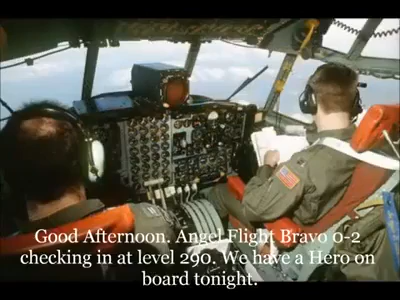 Good Afternoon. Angel Flight Bravo 0-2
checking in at level 290. We have a Hero on
board tonight.